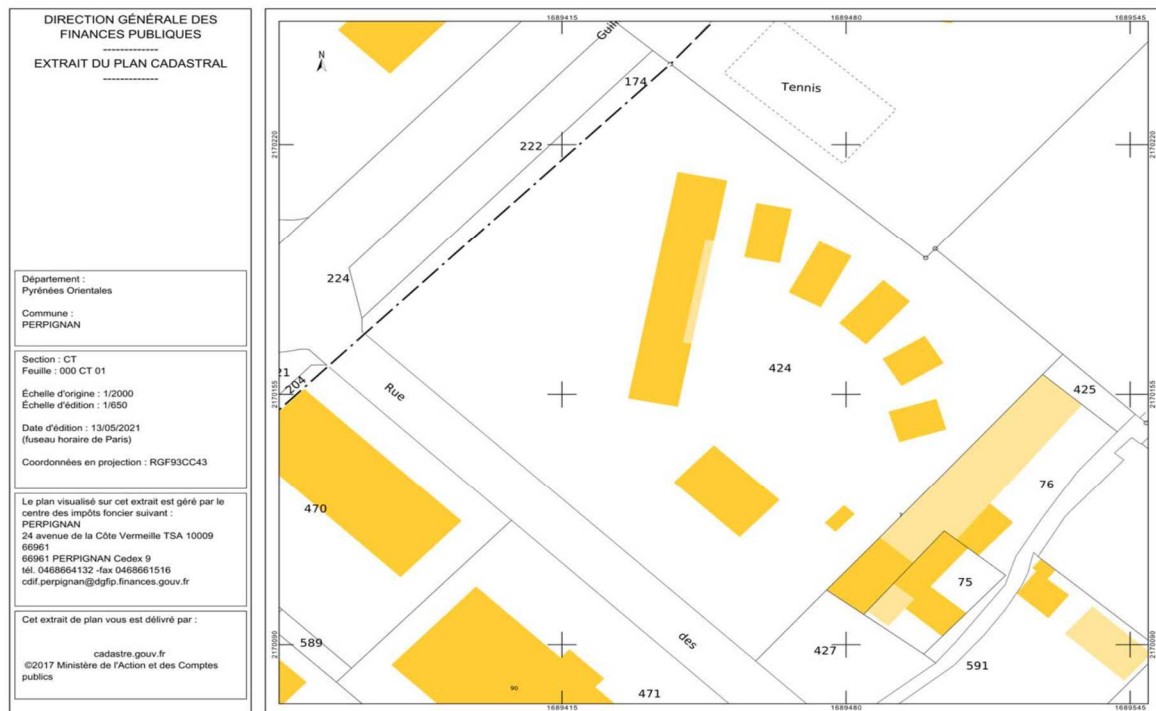 DIRECTION GÉNÉRALE DES
FINANCES PUBLIQUES
-------------
EXTRAIT DU PLAN CADASTRAL
-------------
Département :
Pyrénées Orientales
Commune :
PERPIGNAN
Section : CT
Feuille : 000 CT 01
Échelle d'origine : 1/2000
Échelle d'édition : 1/650
Date d'édition : 13/05/2021
(fuseau horaire de Paris)
Coordonnées en projection : RGF93CC43
Le plan visualisé sur cet extrait est géré par le
centre des impôts foncier suivant :
PERPIGNAN
24 avenue de la Côte Vermeille TSA 10009
66961
66961 PERPIGNAN Cedex 9
tél. 0468664132 -fax 0468661516
cdif.perpignan@dgfip.finances.gouv.fr
Cet extrait de plan vous est délivré par :
cadastre.gouv.fr
©2017 Ministère de l'Action et des Comptes
publics
1689415
1689480
1689545
N
174
Tennis
2170220
222
2170220
224
424
425
204
Rue
2170155
2170155
76
470
75
589
des
427
591
2170090
2170090
90
471
1689415
1689480
1689545